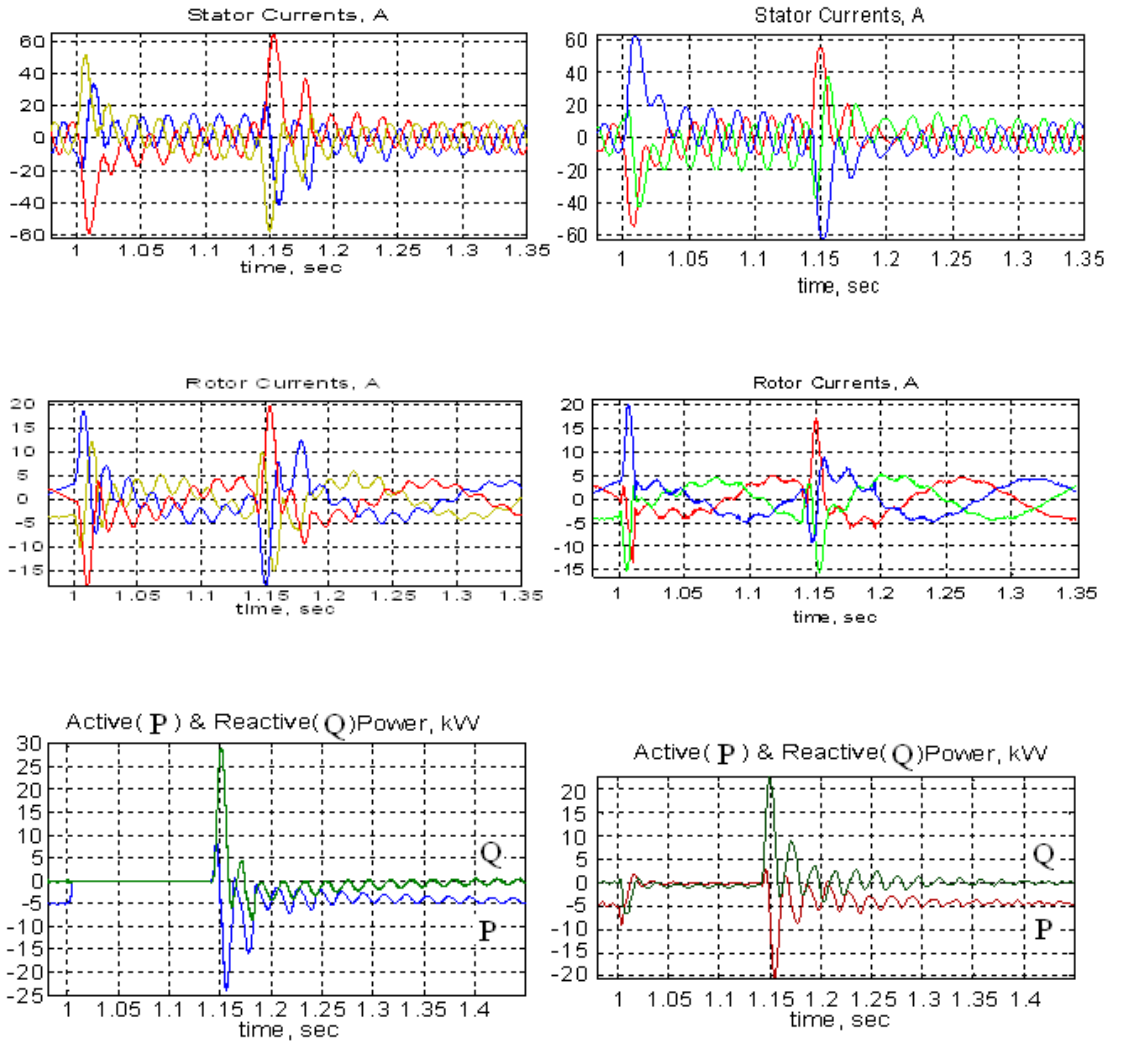 Stator Currents, A
60
40
20
0
-20
-40
-60
1 1.05 1.1 1.15 1.2 1.25 1.3 1.35
time, sec
Stator Currents, A
60
40
20
0
-20
-40
-60
1 1.05 1.1 1.15 1.2 1.25 1.3 1.35
time, sec
Rotor Currents, A
20
15
10
5
0
-5
-10
-15
1 1.05 1.1 1.15 1.2 1.25 1.3 1.35
time, sec
Rotor Currents, A
20
15
10
5
0
-5
-10
-15
1 1.05 1.1 1.15 1.2 1.25 1.3 1.35
time, sec
Active( P ) & Reactive( Q )Power, kW
30
25
20
15
10
5
0
-5
-10
-15
-20
-25
Q
P
1 1.05 1.1 1.15 1.2 1.25 1.3 1.35 1.4
time, sec
Active( P ) & Reactive( Q )Power, kW
20
15
10
5
0
-5
-10
-15
-20
Q
P
1 1.05 1.1 1.15 1.2 1.25 1.3 1.35 1.4
time, sec